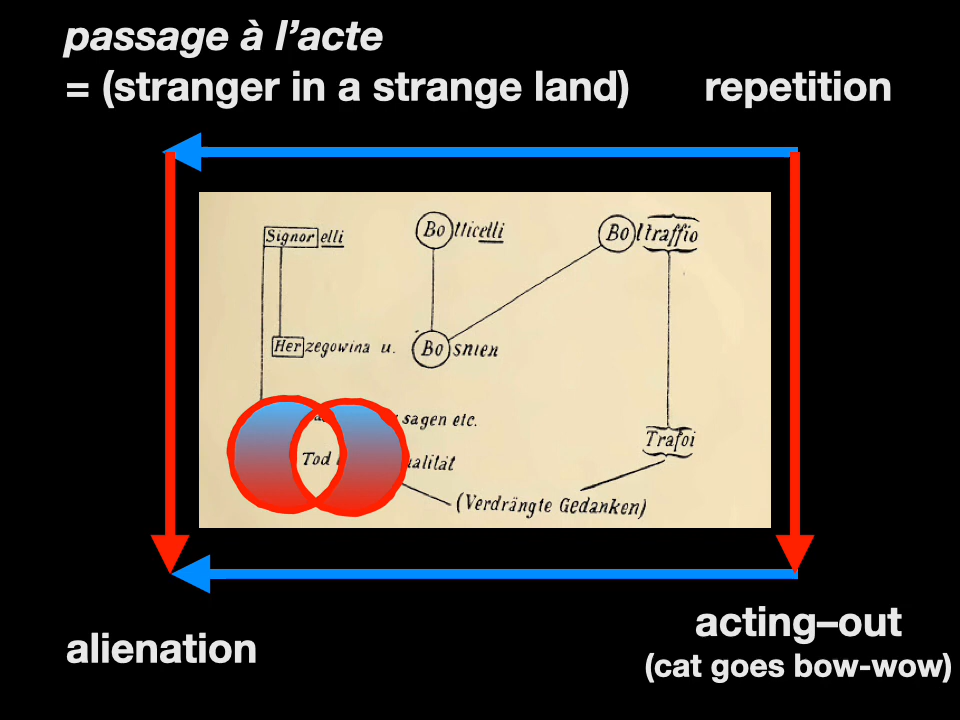 passage à l’acte
= (stranger in a strange land) repetition
Signorelli Botticelli Boltraffio
Herzegowina u. Bosnien
sagen etc.
Trafoi
Tod
(Verdrängte Gedanken)
alienation
acting–out
(cat goes bow-wow)